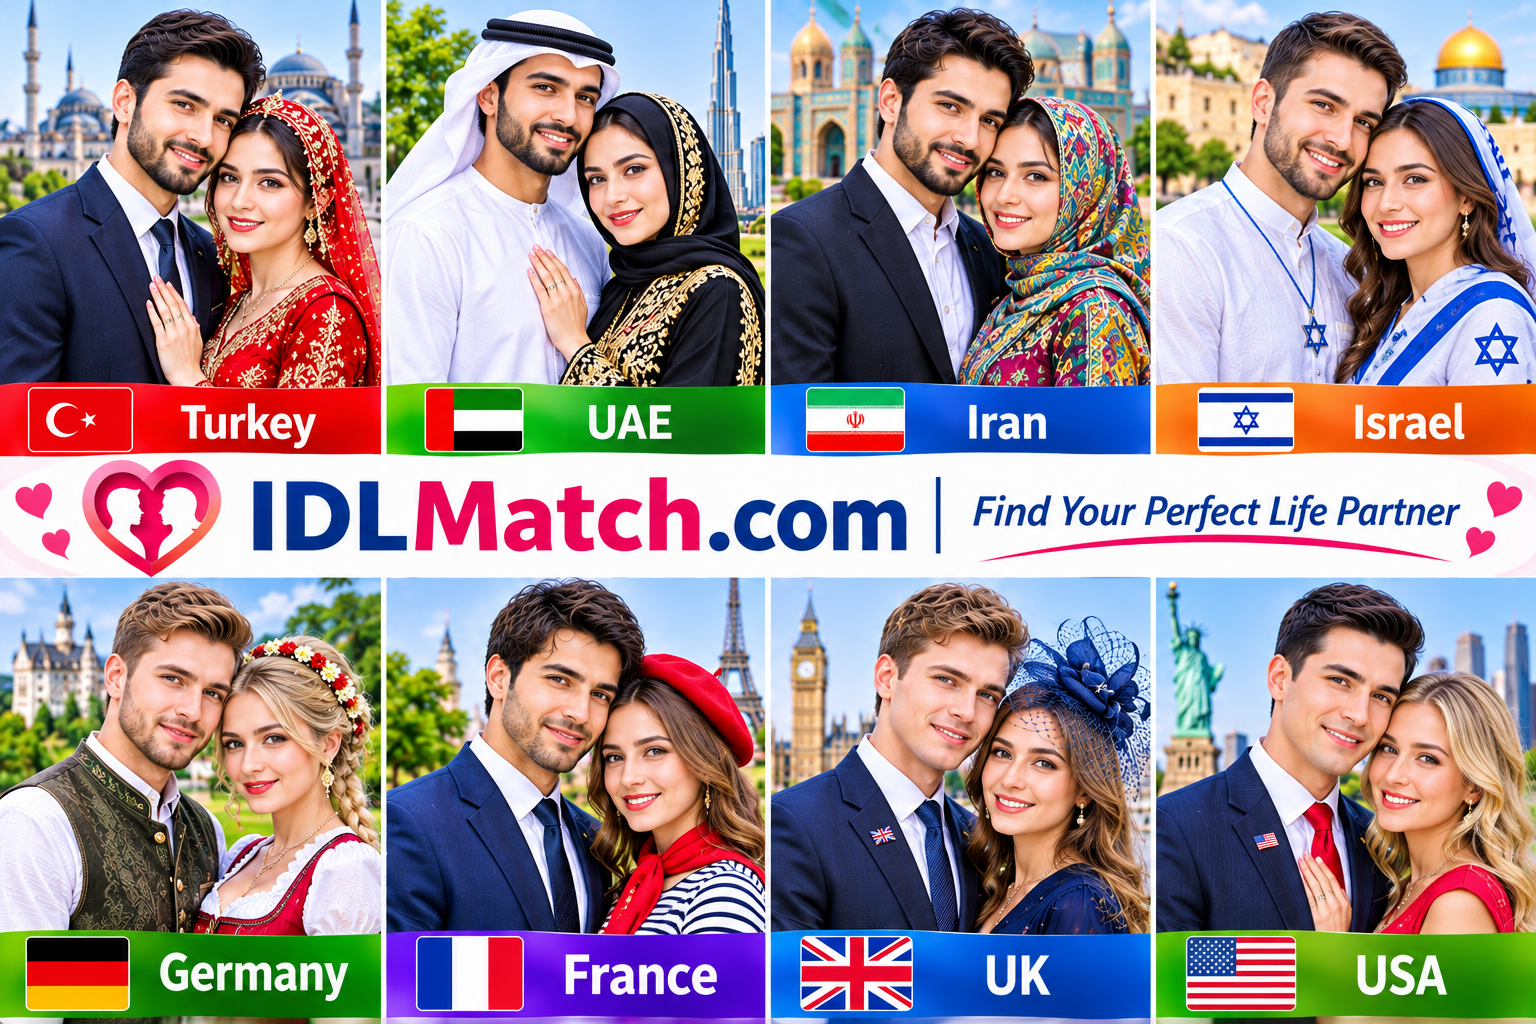 Turkey
UAE
Iran
Israel
IDLMatch.com
Find Your Perfect Life Partner
Germany
France
UK
USA